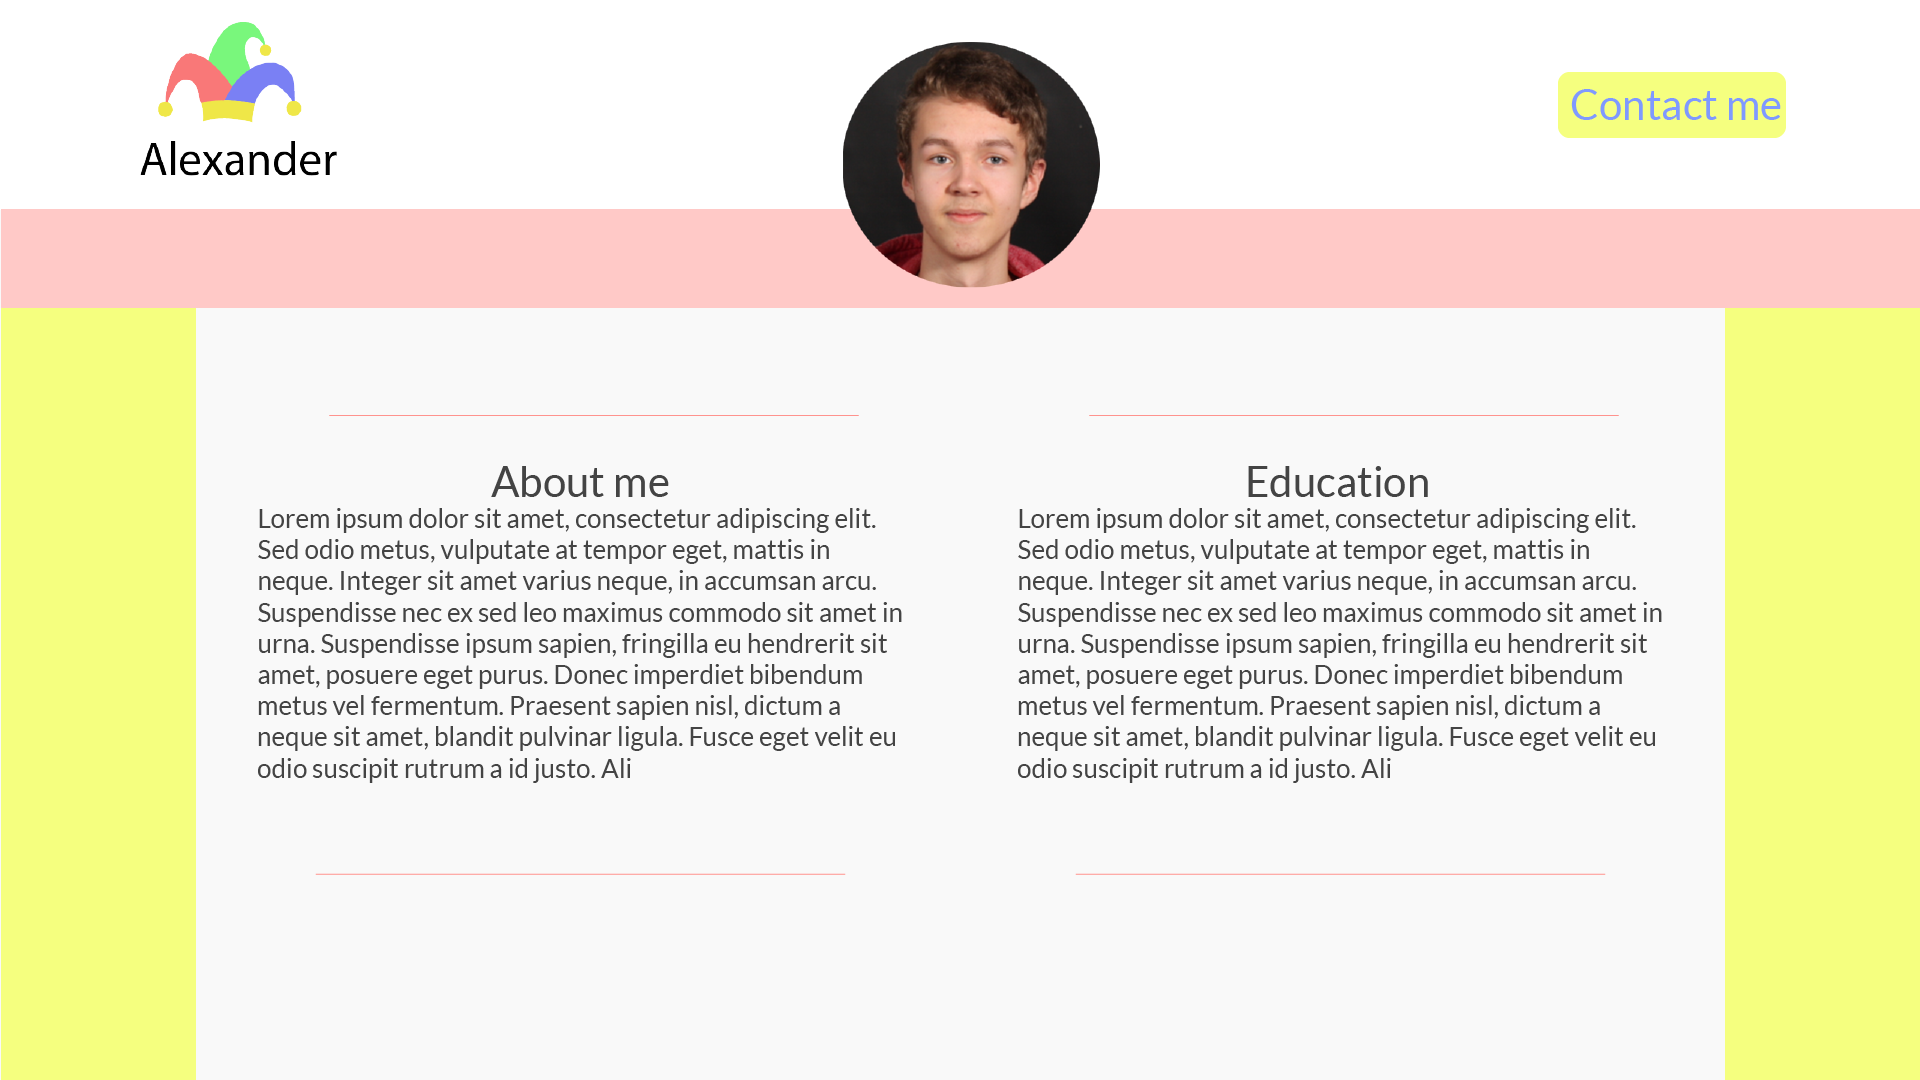 Alexander
Contact me
About me
Lorem ipsum dolor sit amet, consectetur adipiscing elit.
Sed odio metus, vulputate at tempor eget, mattis in
neque. Integer sit amet varius neque, in accumsan arcu.
Suspendisse nec ex sed leo maximus commodo sit amet in
urna. Suspendisse ipsum sapien, fringilla eu hendrerit sit
amet, posuere eget purus. Donec imperdiet bibendum
metus vel fermentum. Praesent sapien nisl, dictum a
neque sit amet, blandit pulvinar ligula. Fusce eget velit eu
odio suscipit rutrum a id justo. Ali
Education
Lorem ipsum dolor sit amet, consectetur adipiscing elit.
Sed odio metus, vulputate at tempor eget, mattis in
neque. Integer sit amet varius neque, in accumsan arcu.
Suspendisse nec ex sed leo maximus commodo sit amet in
urna. Suspendisse ipsum sapien, fringilla eu hendrerit sit
amet, posuere eget purus. Donec imperdiet bibendum
metus vel fermentum. Praesent sapien nisl, dictum a
neque sit amet, blandit pulvinar ligula. Fusce eget velit eu
odio suscipit rutrum a id justo. Ali